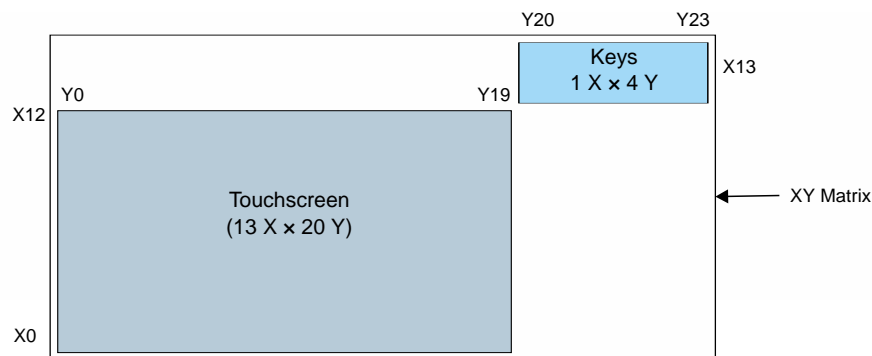 Y20 Y23
Keys
1 X × 4 Y
X13
Y0 Y19
X12
Touchscreen
(13 X × 20 Y)
XY Matrix
X0